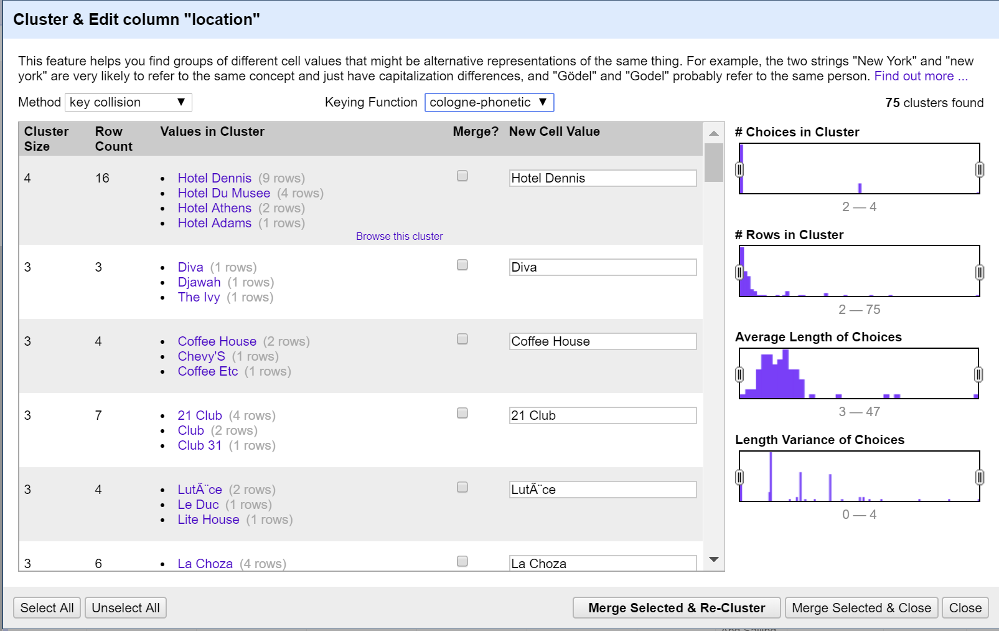 Cluster & Edit column "location"
This feature helps you find groups of different cell values that might be alternative representations of the same thing. For example, the two strings "New York" and "new
york" are very likely to refer to the same concept and just have capitalization differences, and "Gödel" and "Godel" probably refer to the same person. Find out more ...
Method key collision ▼ Keying Function cologne-phonetic ▼ 75 clusters found
Cluster Size Row Count Values in Cluster Merge? New Cell Value
4 16 • Hotel Dennis (9 rows) Hotel Dennis
• Hotel Du Musee (4 rows)
• Hotel Athens (2 rows)
• Hotel Adams (1 rows)
Browse this cluster
3 3 • Diva (1 rows) Diva
• Djawah (1 rows)
• The Ivy (1 rows)
3 4 • Coffee House (2 rows) Coffee House
• Chevy'S (1 rows)
• Coffee Etc (1 rows)
3 7 • 21 Club (4 rows) 21 Club
• Club (2 rows)
• Club 31 (1 rows)
3 4 • LutÃ¨ce (2 rows) LutÃ¨ce
• Le Duc (1 rows)
• Lite House (1 rows)
3 6 • La Choza (4 rows) La Choza
# Choices in Cluster
2 — 4
# Rows in Cluster
2 — 75
Average Length of Choices
3 — 47
Length Variance of Choices
0 — 4
Select All Unselect All Merge Selected & Re-Cluster Merge Selected & Close Close